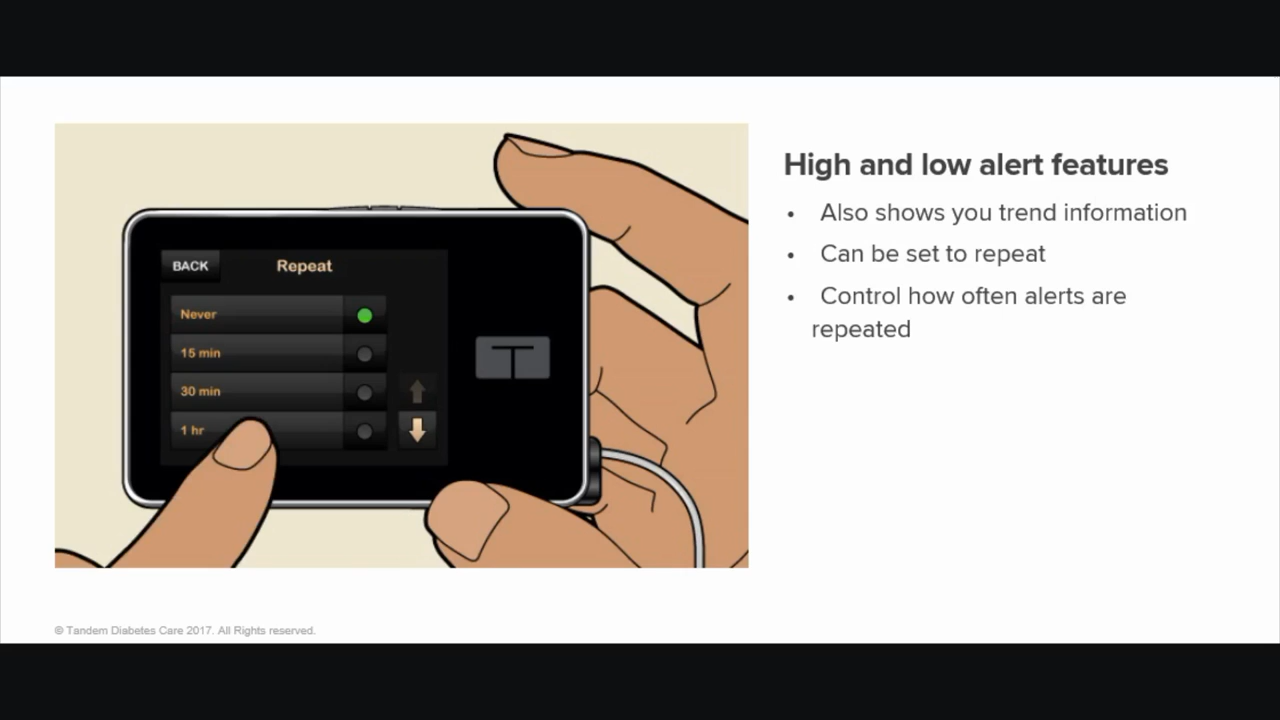 High and low alert features
• Also shows you trend information
• Can be set to repeat
• Control how often alerts are
repeated
BACK
Repeat
Never
15 min
30 min
1 hr
© Tandem Diabetes Care 2017. All Rights reserved.